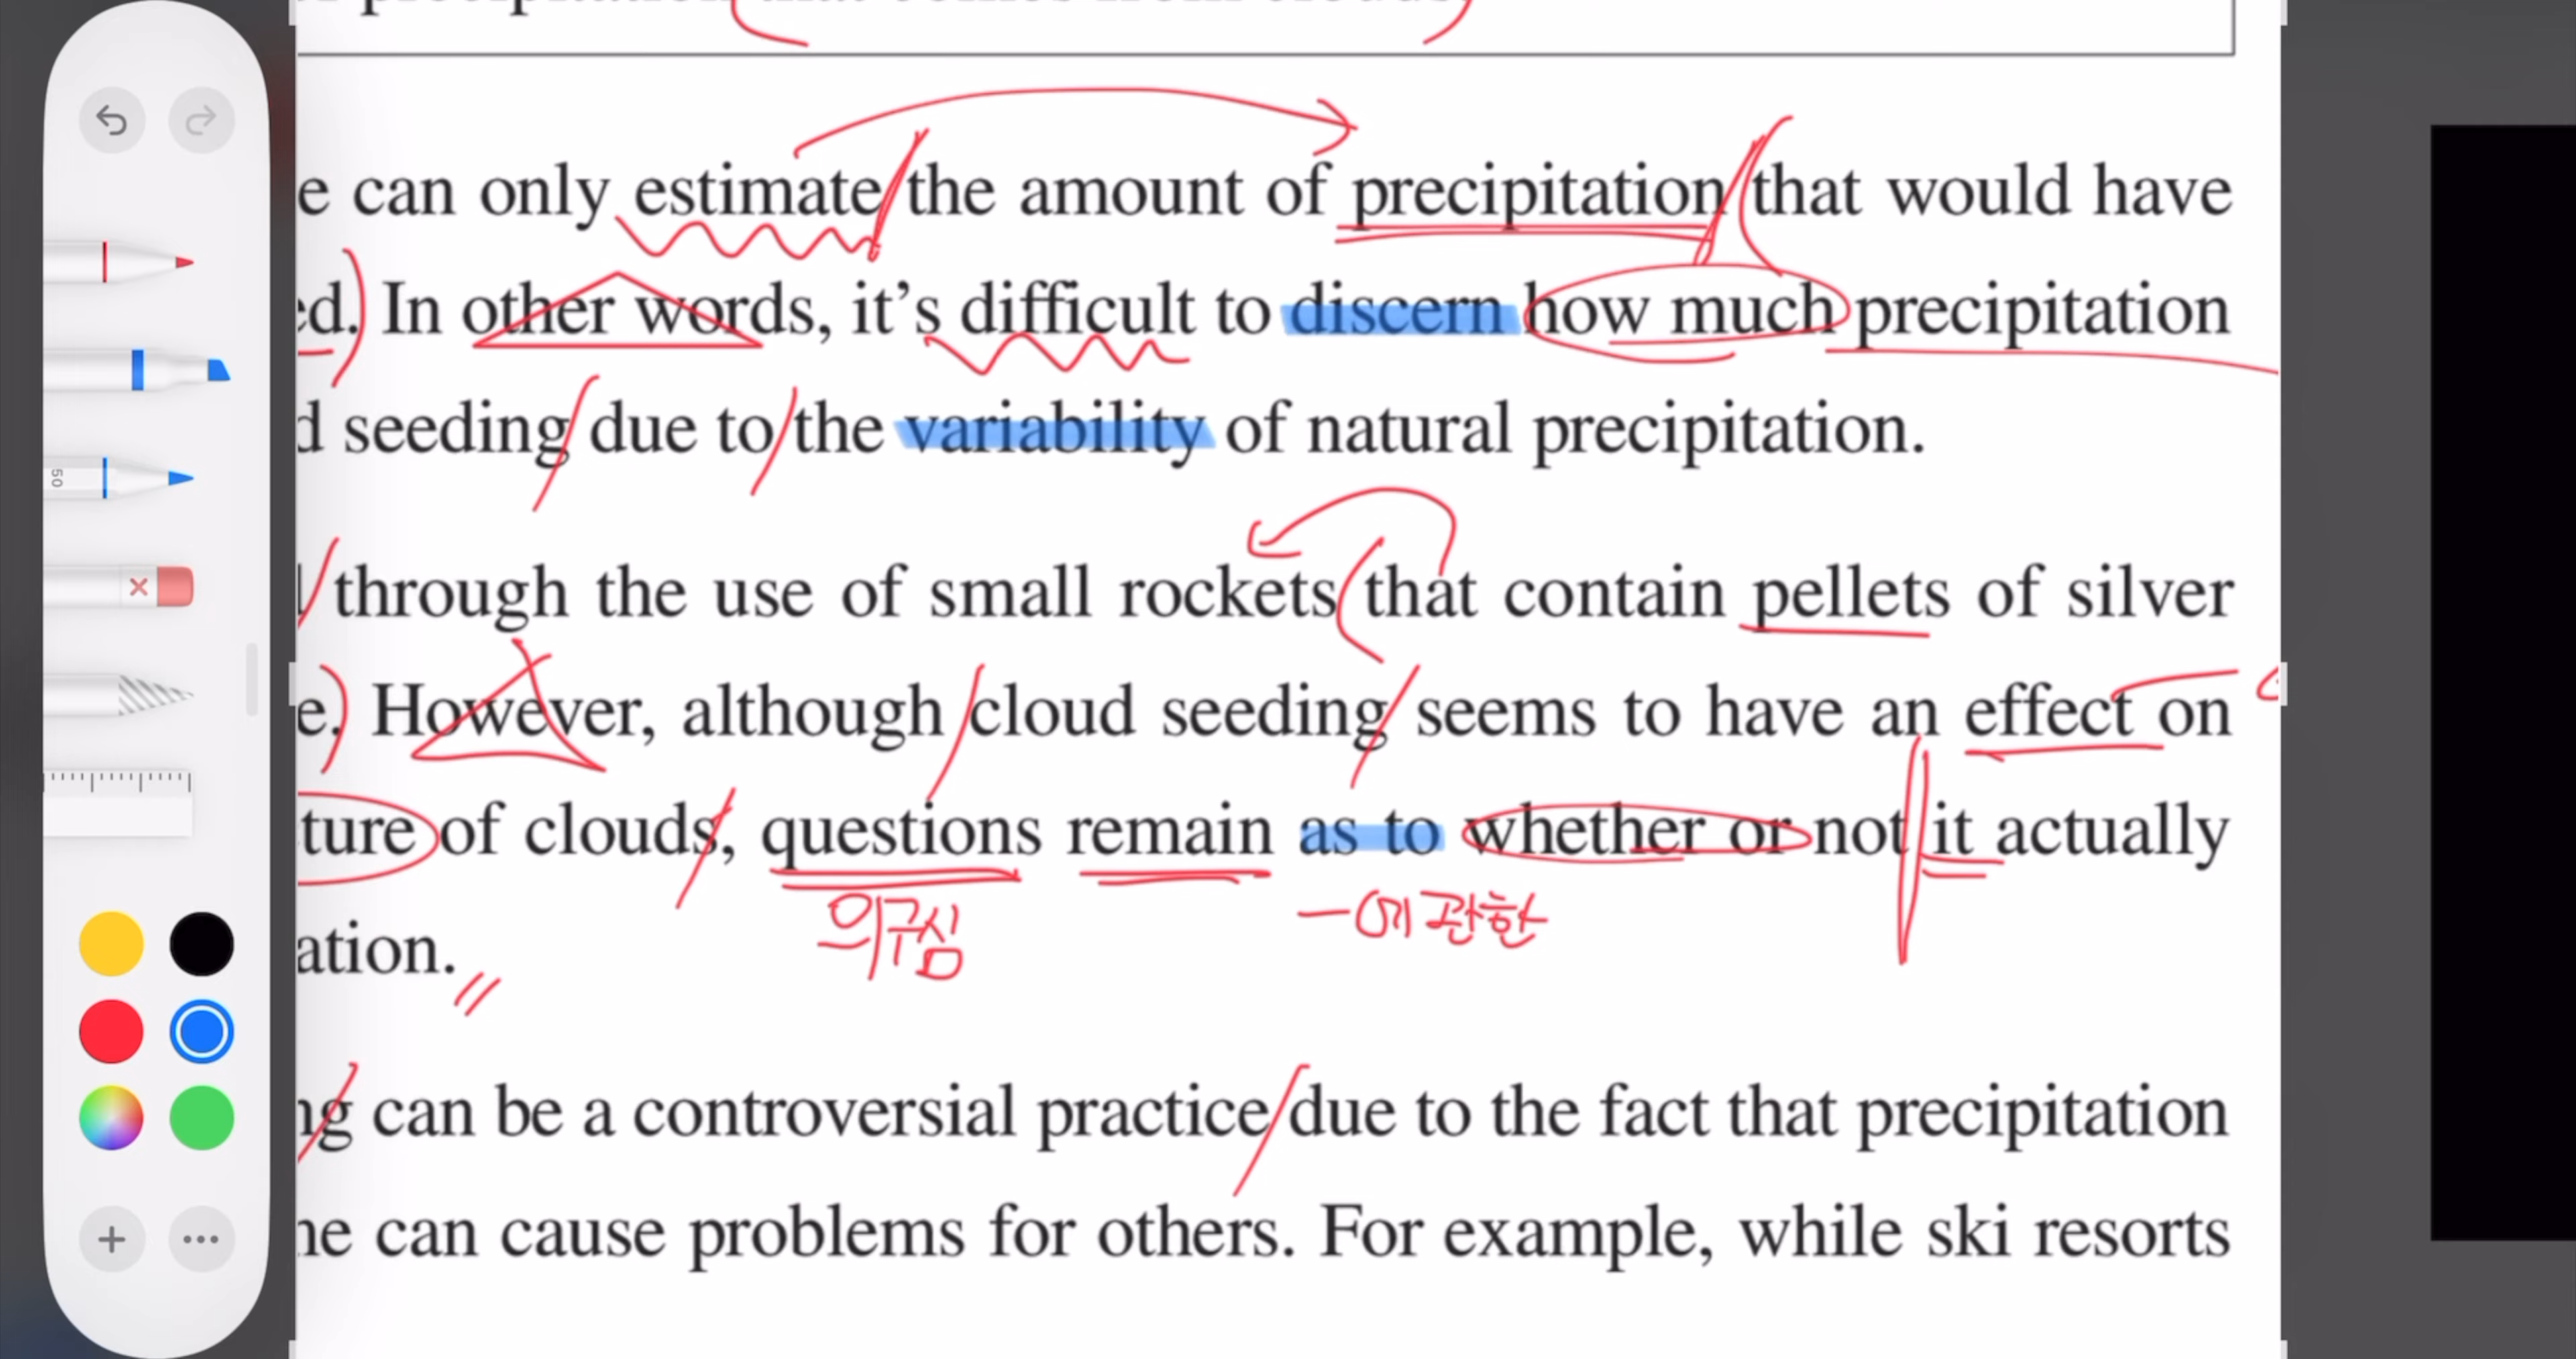 e can only estimate the amount of precipitation that would have
ed. In other words, it's difficult to discern how much precipitation
d seeding due to the variability of natural precipitation.
through the use of small rockets that contain pellets of silver
e. However, although cloud seeding seems to have an effect on
ture of clouds, questions remain as to whether or not it actually
의구심 ~에 관한
ation.
ng can be a controversial practice due to the fact that precipitation
ne can cause problems for others. For example, while ski resorts
50